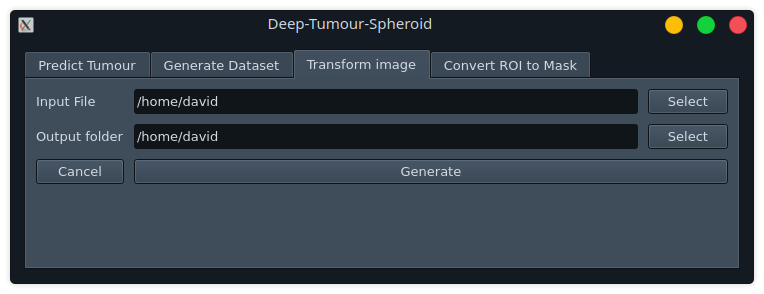 Deep-Tumour-Spheroid
Predict Tumour Generate Dataset Transform image Convert ROI to Mask
Input File /home/david Select
Output folder /home/david Select
Cancel Generate